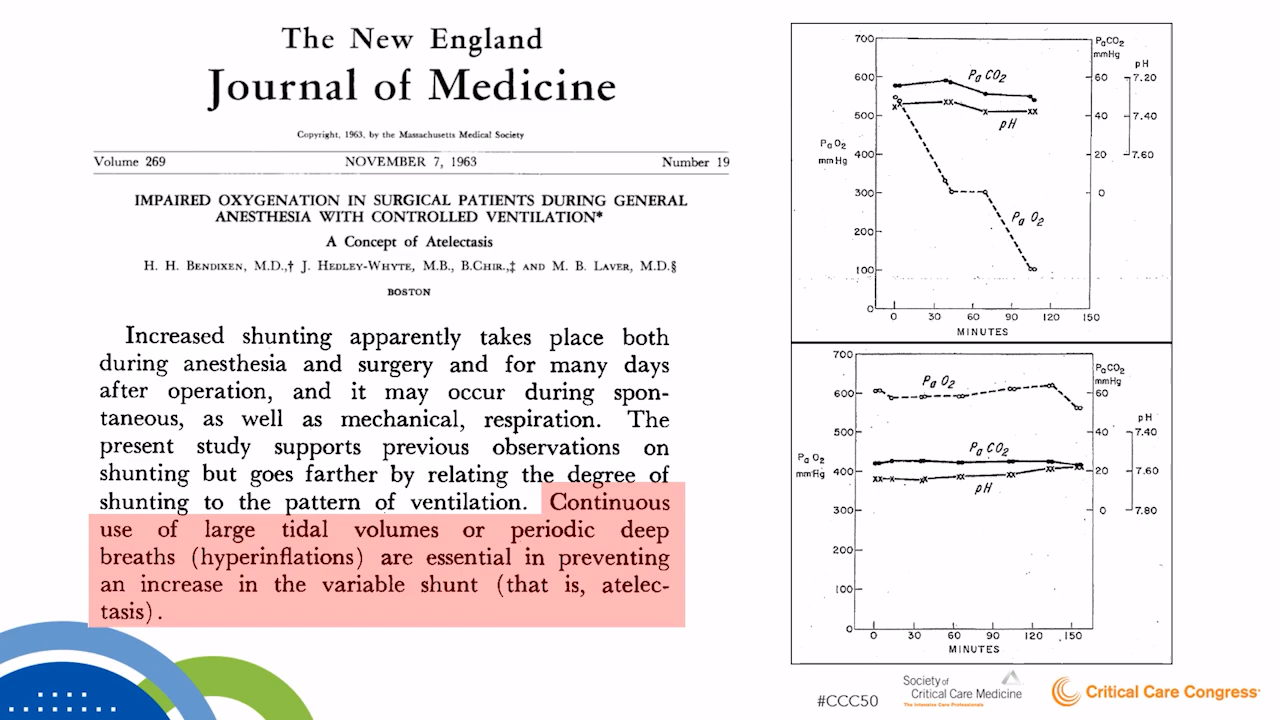 The New England
Journal of Medicine
Copyright, 1963, by the Massachusetts Medical Society
Volume 269 NOVEMBER 7, 1963 Number 19
IMPAIRED OXYGENATION IN SURGICAL PATIENTS DURING GENERAL
ANESTHESIA WITH CONTROLLED VENTILATION*
A Concept of Atelectasis
H. H. BENDIXEN, M.D.,† J. HEDLEY-WHYTE, M.B., B.CHIR.,‡ AND M. B. LAVER, M.D.§
BOSTON
Increased shunting apparently takes place both
during anesthesia and surgery and for many days
after operation, and it may occur during spon-
taneous, as well as mechanical, respiration. The
present study supports previous observations on
shunting but goes farther by relating the degree of
shunting to the pattern of ventilation. Continuous
use of large tidal volumes or periodic deep
breaths (hyperinflations) are essential in preventing
an increase in the variable shunt (that is, atelec-
tasis).
700
600
500
400
300
200
100
0
PaO2
mmHg
PaCO2
pH
PaO2
PaCO2
mmHg
60
40
20
0
pH
7.20
7.40
7.60
0 30 60 90 120 150
MINUTES
700
600
500
400
300
200
100
0
PaO2
mmHg
PaO2
PaCO2
pH
PaCO2
mmHg
60
40
20
0
pH
7.40
7.60
7.80
0 30 60 90 120 150
MINUTES
#CCC50
Society of
Critical Care Medicine
The Intensive Care Professionals
Critical Care Congress